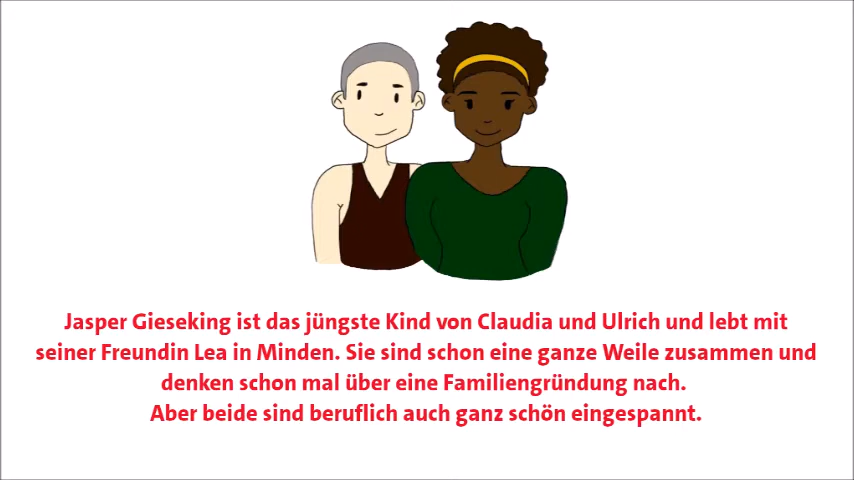 Jasper Gieseking ist das jüngste Kind von Claudia und Ulrich und lebt mit
seiner Freundin Lea in Minden. Sie sind schon eine ganze Weile zusammen und
denken schon mal über eine Familiengründung nach.
Aber beide sind beruflich auch ganz schön eingespannt.